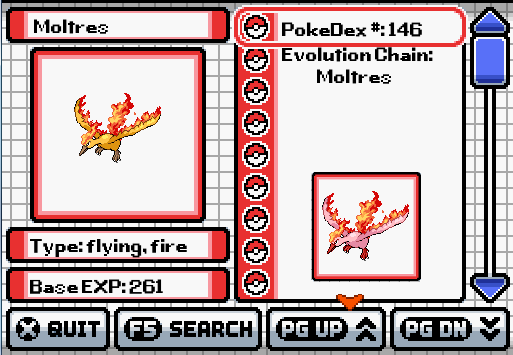 Moltres
PokeDex #:146
Evolution Chain:
Moltres
Type: flying, fire
Base EXP: 261
X QUIT
F5 SEARCH
PG UP
PG DN